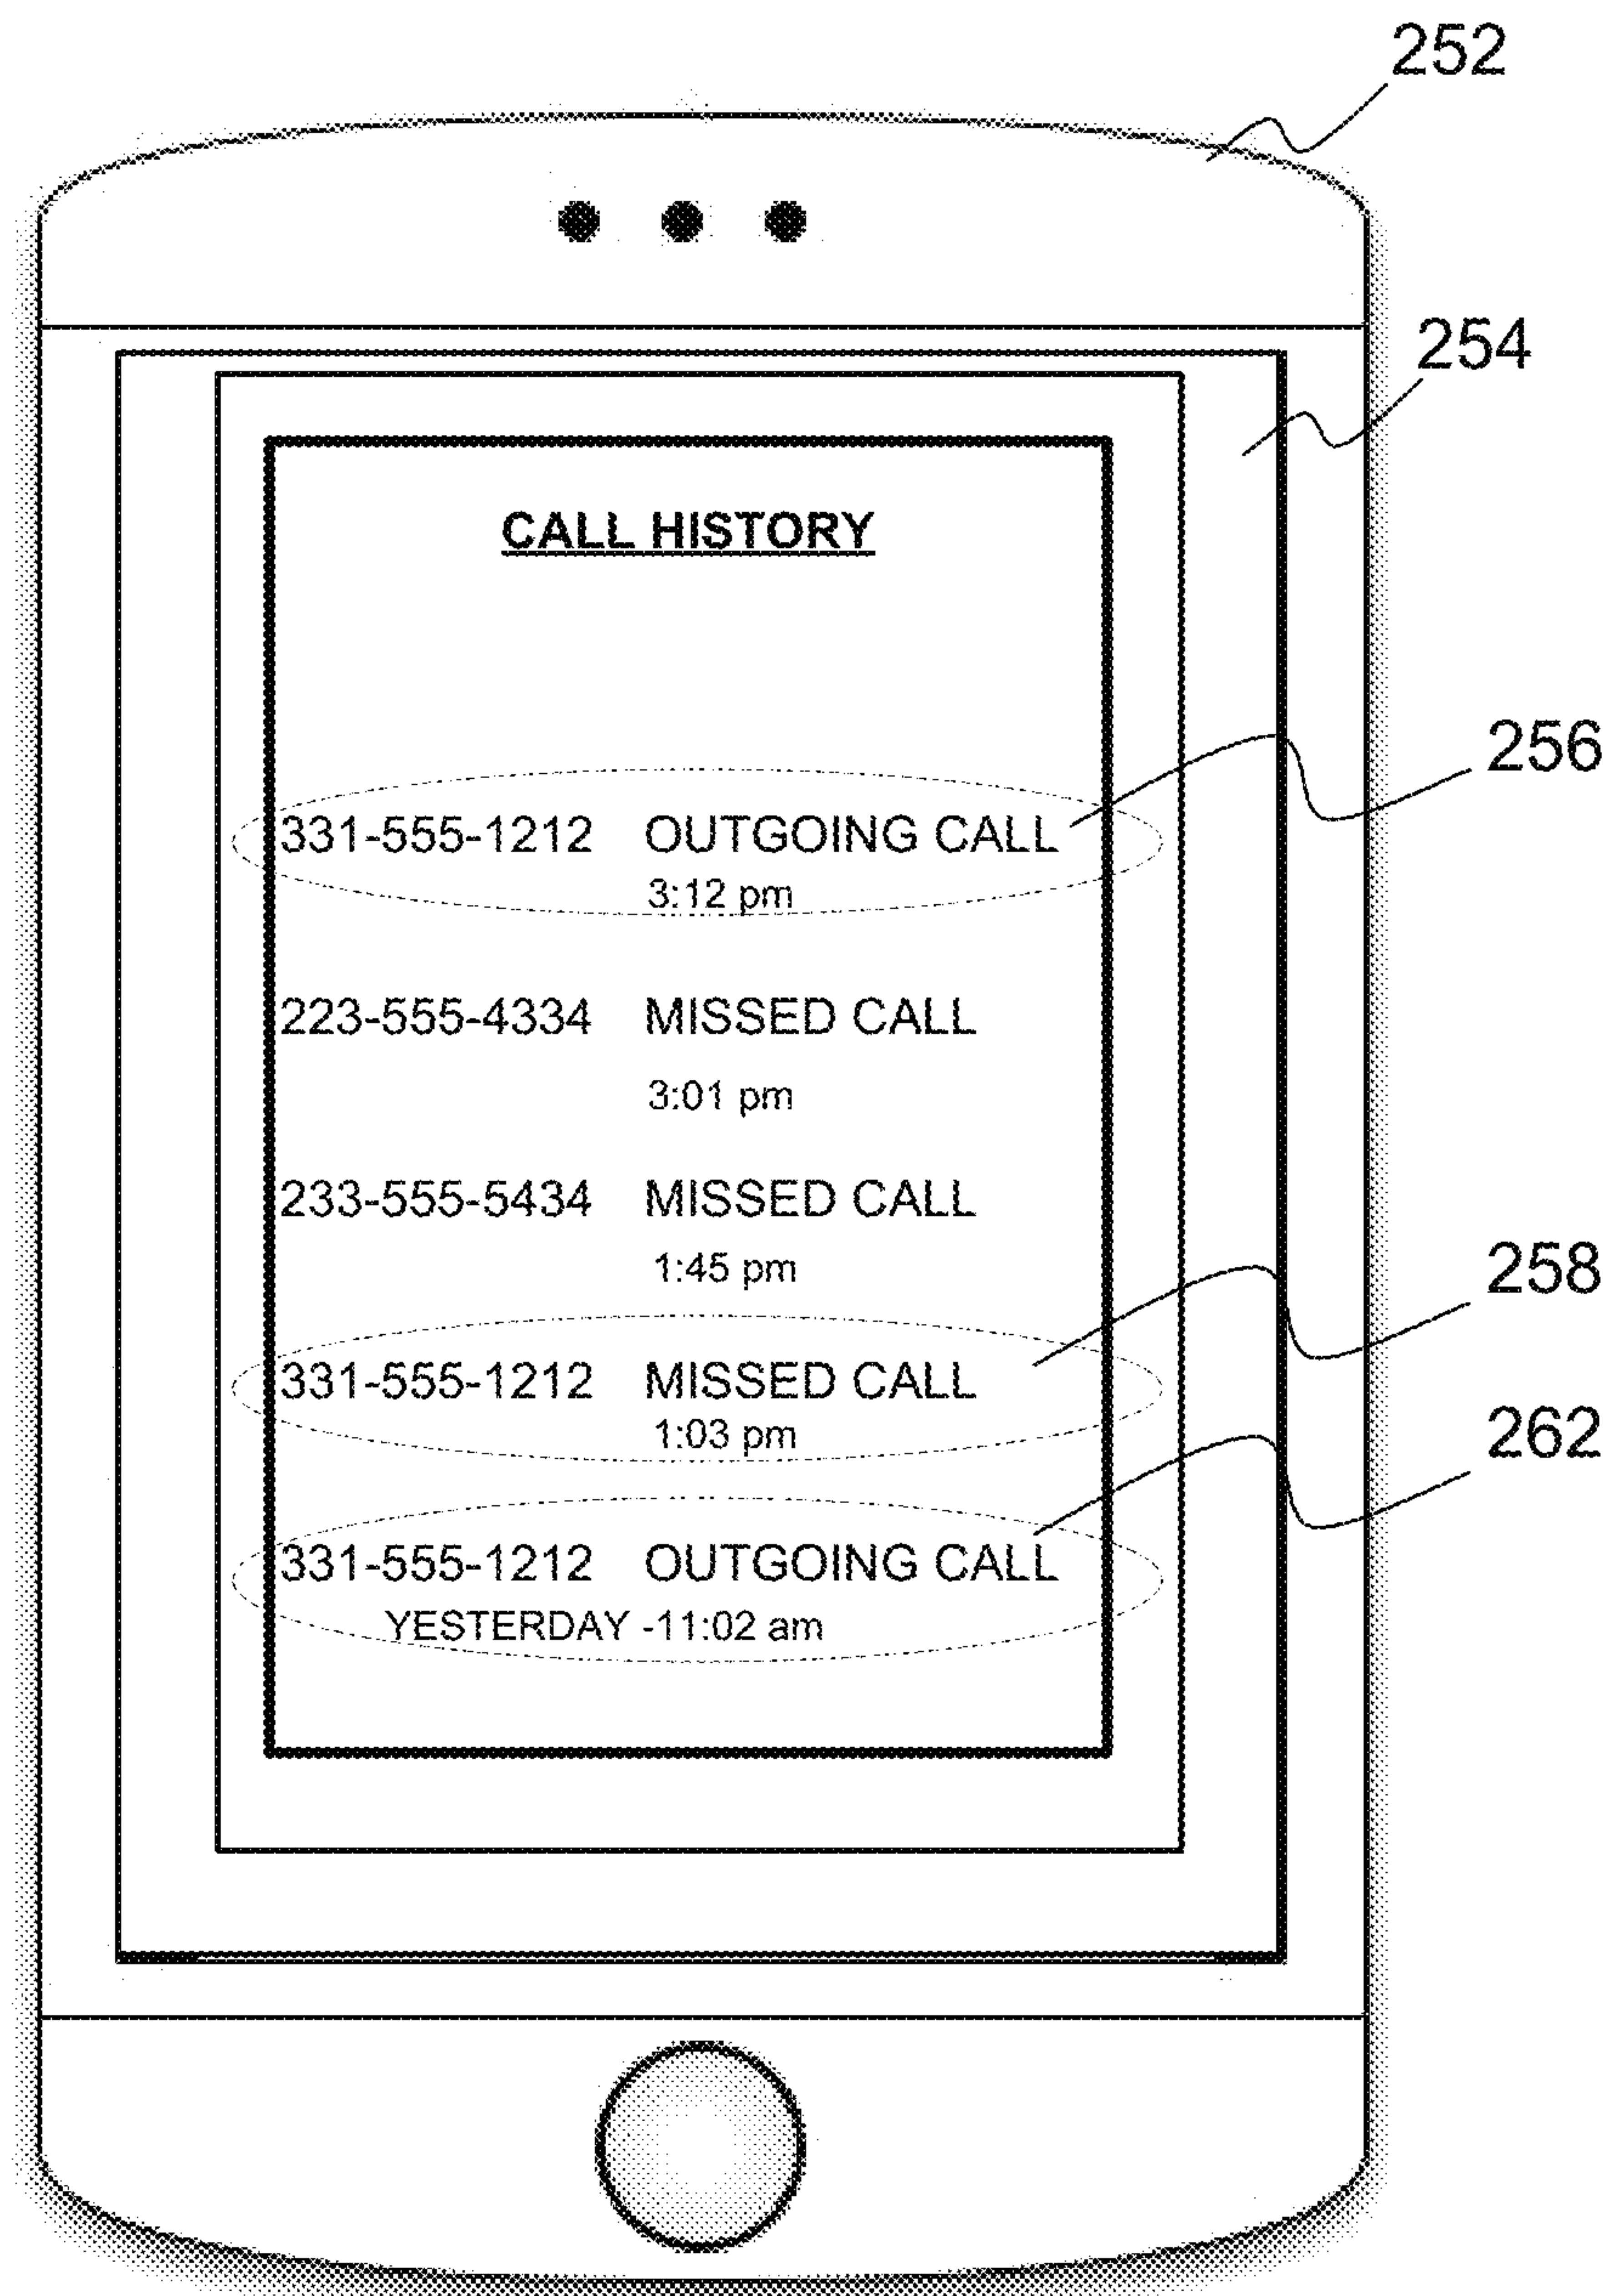 252
254
CALL HISTORY
256
331-555-1212 OUTGOING CALL
3:12 pm
223-555-4334 MISSED CALL
3:01 pm
233-555-5434 MISSED CALL
1:45 pm
258
331-555-1212 MISSED CALL
1:03 pm
262
331-555-1212 OUTGOING CALL
YESTERDAY -11:02 am